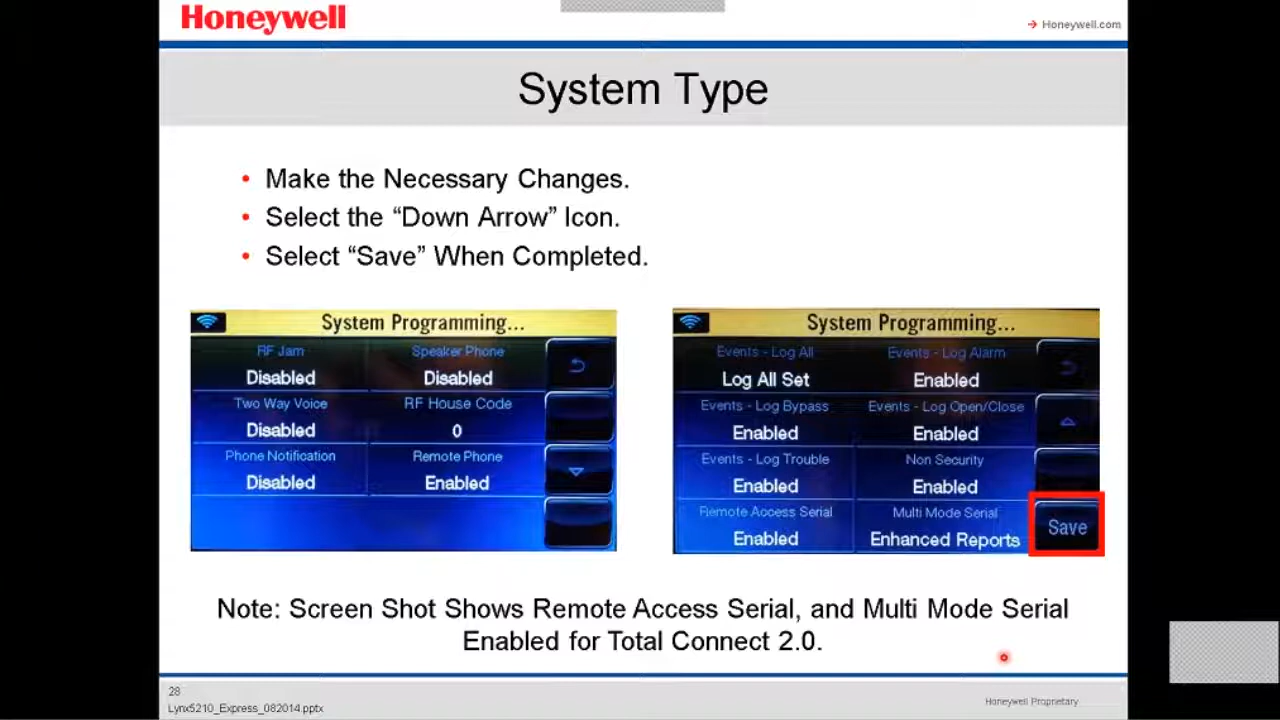 Honeywell
Honeywell.com
System Type
• Make the Necessary Changes.
• Select the “Down Arrow” Icon.
• Select “Save” When Completed.
System Programming...
RF Jam Speaker Phone
Disabled Disabled
Two Way Voice RF House Code
Disabled 0
Phone Notification Remote Phone
Disabled Enabled
System Programming...
Events - Log All Events - Log Alarm
Log All Set Enabled
Events - Log Bypass Events - Log Open/Close
Enabled Enabled
Events - Log Trouble Non Security
Enabled Enabled
Remote Access Serial Multi Mode Serial
Enabled Enhanced Reports
Save
Note: Screen Shot Shows Remote Access Serial, and Multi Mode Serial
Enabled for Total Connect 2.0.
28
Lynx5210_Express_082014.pptx
Honeywell Proprietary